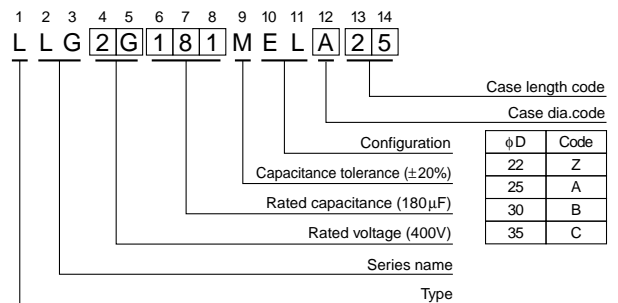 1 2 3 4 5 6 7 8 9 10 11 12 13 14
L L G 2 G 1 8 1 M E L A 2 5
Case length code
Case dia.code
Configuration
Capacitance tolerance (±20%)
Rated capacitance (180μF)
Rated voltage (400V)
Series name
Type
ϕD Code
22 Z
25 A
30 B
35 C